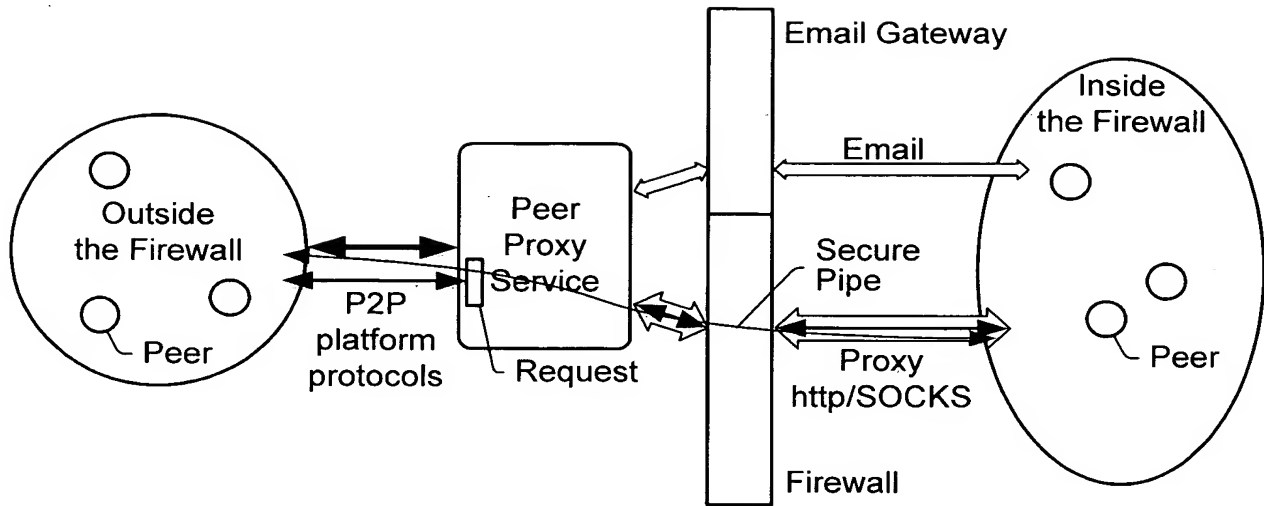 Email Gateway
Inside
the Firewall
Email
Outside
the Firewall
Peer
Proxy
Service
Secure
Pipe
P2P
platform
protocols
Peer
Request
Proxy
http/SOCKS
Peer
Firewall